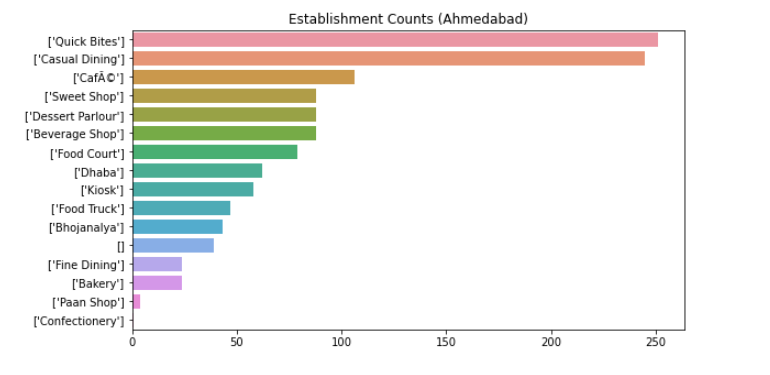 Establishment Counts (Ahmedabad)
['Quick Bites']
['Casual Dining']
['CafÃ©']
['Sweet Shop']
['Dessert Parlour']
['Beverage Shop']
['Food Court']
['Dhaba']
['Kiosk']
['Food Truck']
['Bhojanalya']
[]
['Fine Dining']
['Bakery']
['Paan Shop']
['Confectionery']
0 50 100 150 200 250